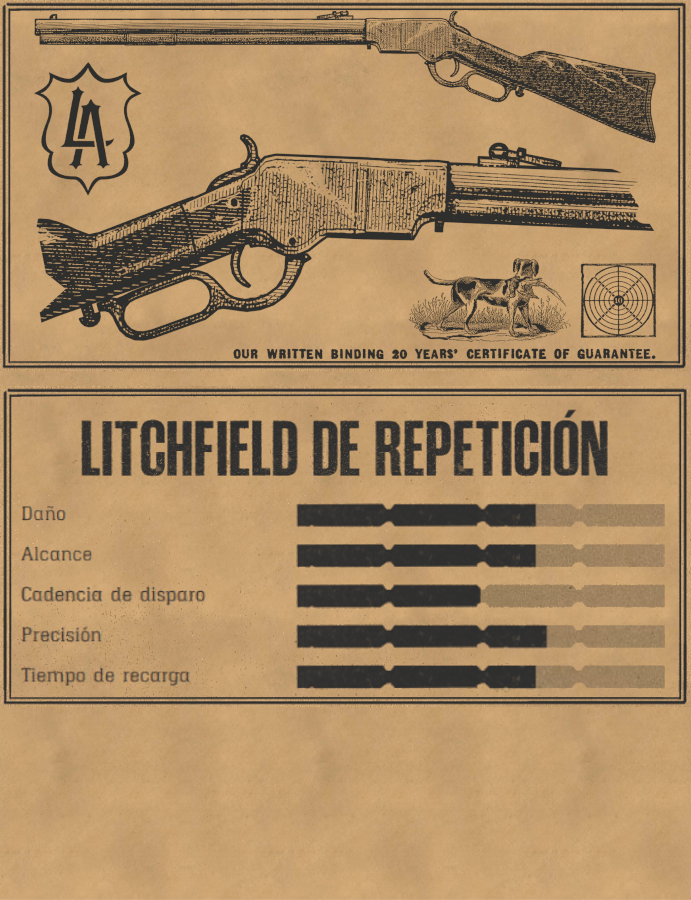 LA
OUR WRITTEN BINDING 20 YEARS' CERTIFICATE OF GUARANTEE.
LITCHFIELD DE REPETICIÓN
Daño
Alcance
Cadencia de disparo
Precisión
Tiempo de recarga